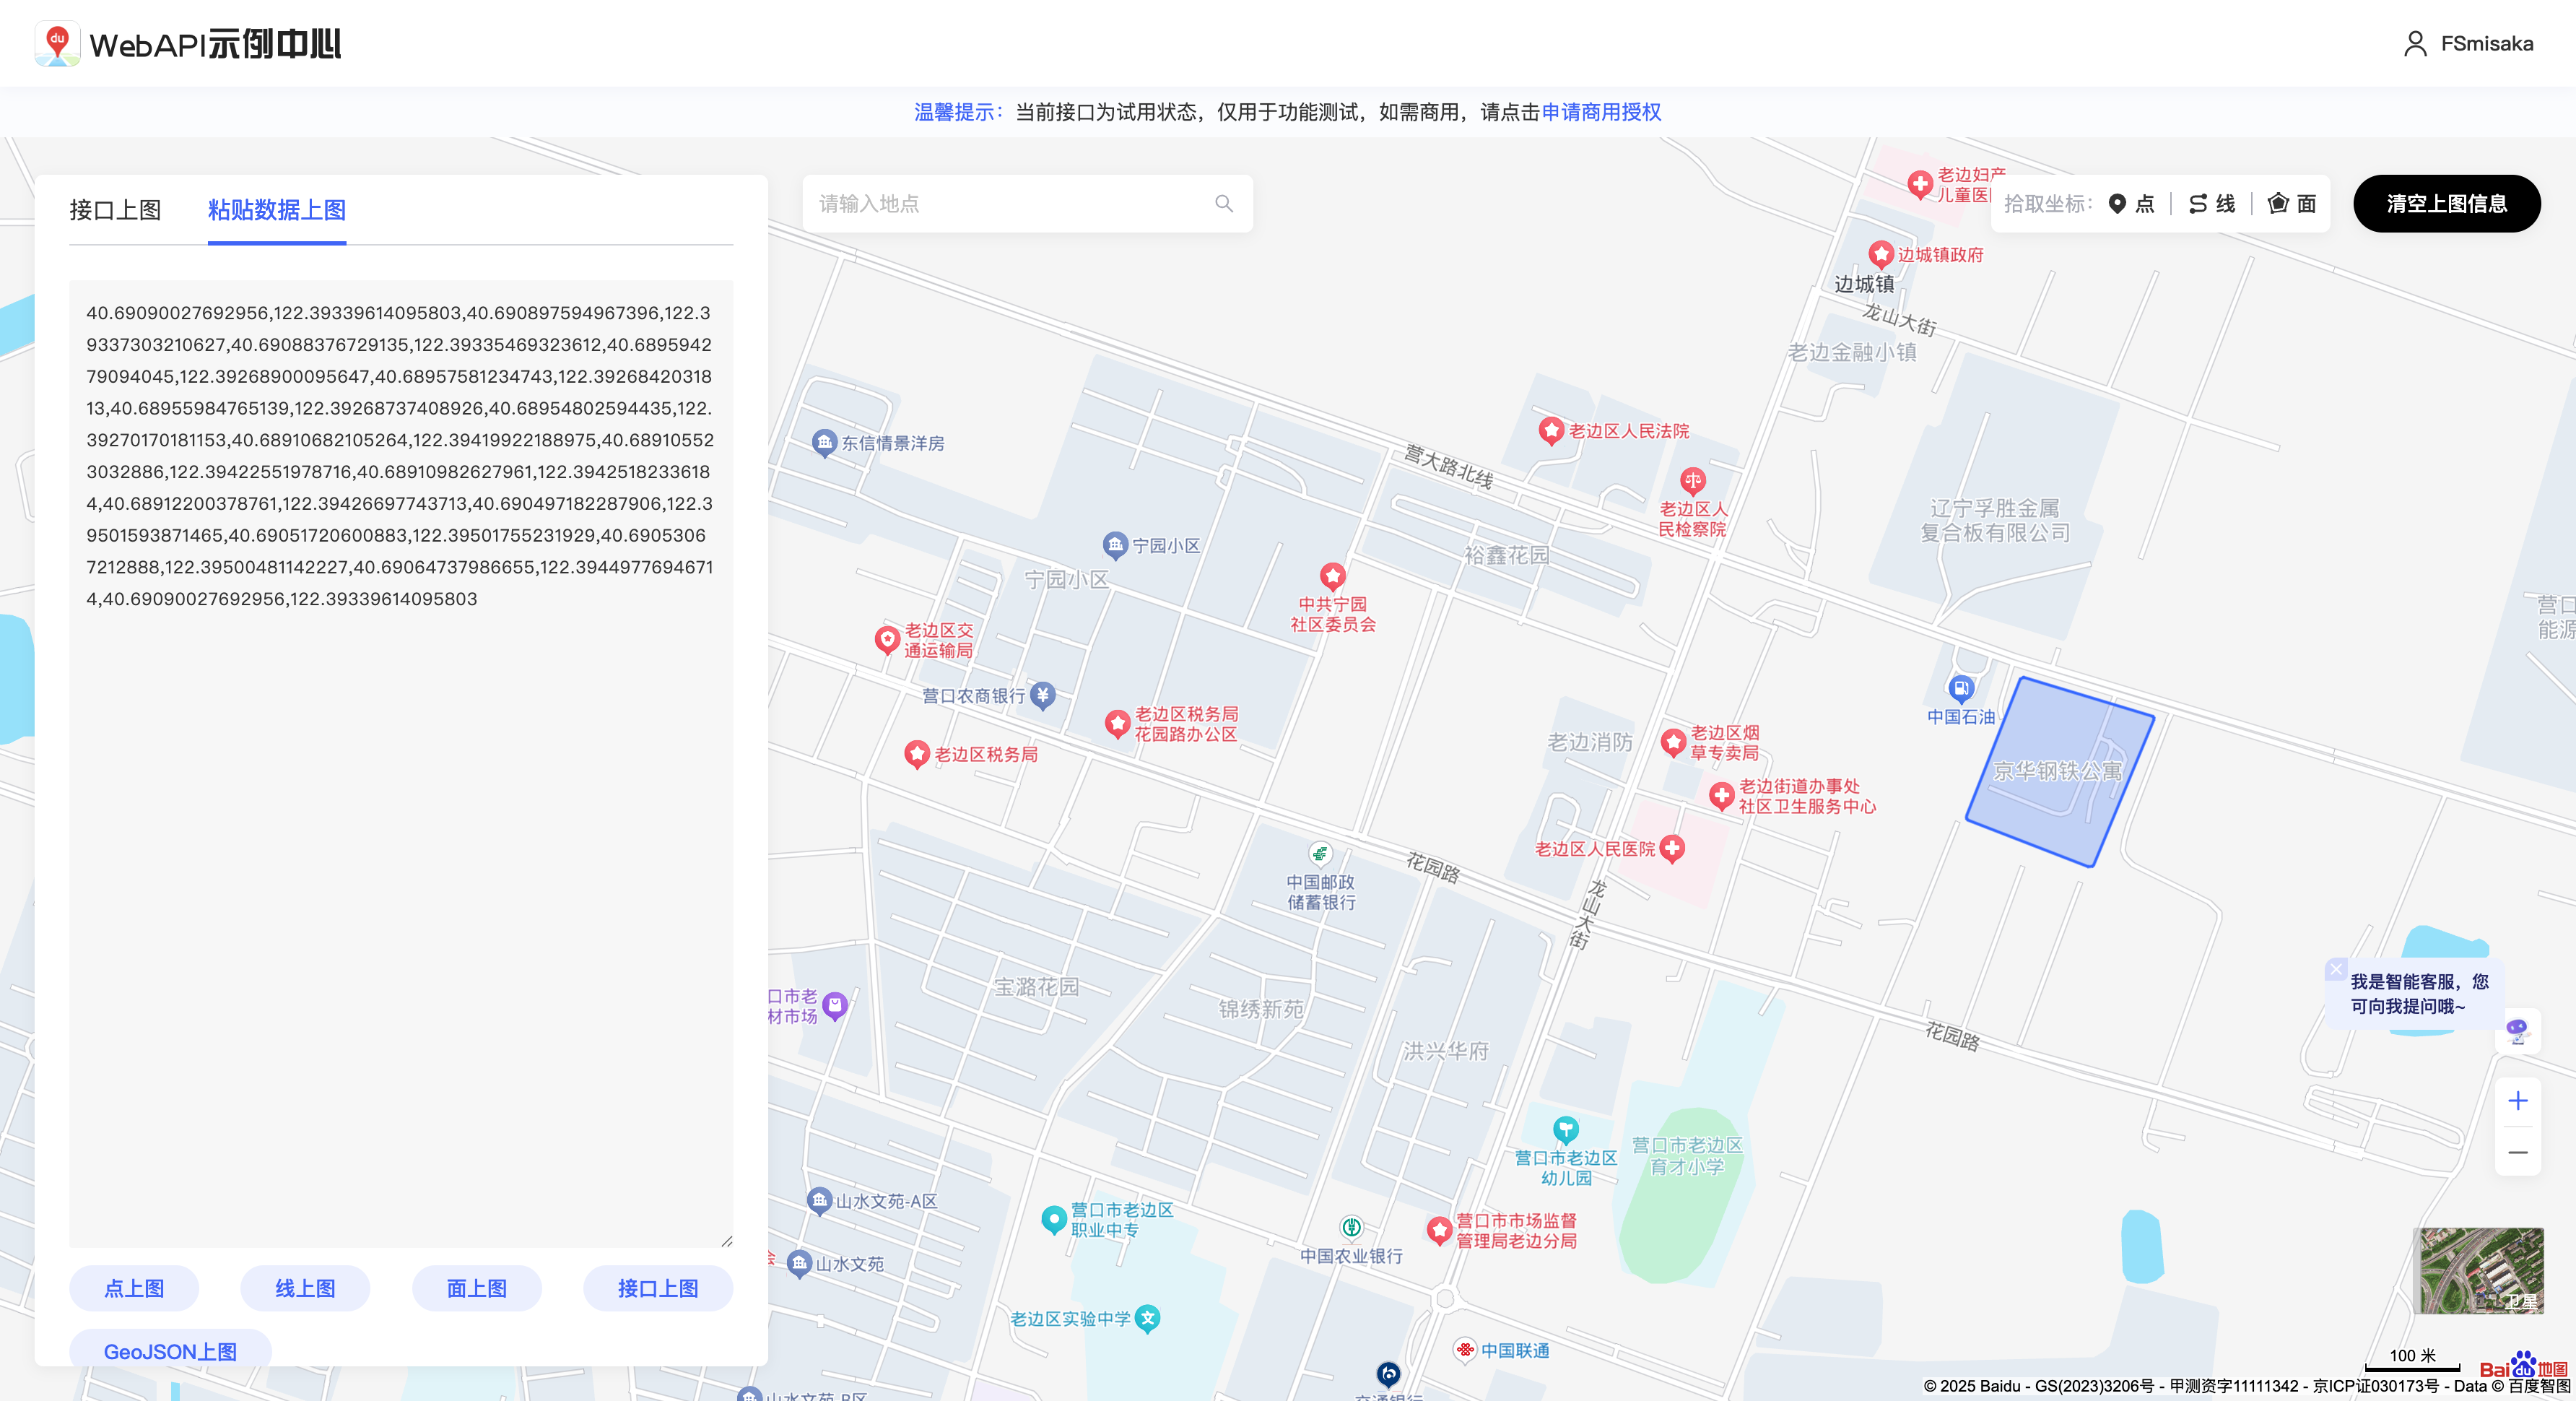 WebAPI示例中心
FSmisaka
温馨提示：当前接口为试用状态，仅用于功能测试，如需商用，请点击申请商用授权
接口上图
粘贴数据上图
40.69090027692956,122.39339614095803,40.690897594967396,122.3
9337303210627,40.69088376729135,122.39335469323612,40.6895942
79094045,122.39268900095647,40.68957581234743,122.39268420318
13,40.68955984765139,122.39268737408926,40.68954802594435,122.
39270170181153,40.68910682105264,122.39419922188975,40.68910552
3032886,122.39422551978716,40.68910982627961,122.3942518233618
4,40.68912200378761,122.39426697743713,40.690497182287906,122.3
9501593871465,40.69051720600883,122.39501755231929,40.6905306
7212888,122.39500481142227,40.69064737986655,122.3944977694671
4,40.69090027692956,122.39339614095803
点上图
线上图
面上图
接口上图
GeoJSON上图
请输入地点
拾取坐标：
点
线
面
清空上图信息
老边妇产
儿童医
边城镇政府
边城镇
龙山大街
老边金融小镇
东信情景洋房
营大路北线
老边区人民法院
老边区人
民检察院
辽宁孚胜金属
复合板有限公司
宁园小区
宁园小区
裕鑫花园
中共宁园
社区委员会
营口
能源
老边区交
通运输局
营口农商银行
老边区税务局
花园路办公区
老边区税务局
中国石油
老边消防
老边区烟
草专卖局
京华钢铁公寓
老边街道办事处
社区卫生服务中心
老边区人民医院
花园路
中国邮政
储蓄银行
龙山大街
宝潞花园
锦绣新苑
口市老
材市场
洪兴华府
花园路
我是智能客服，您
可向我提问哦~
营口市老边区
幼儿园
营口市老边区
育才小学
山水文苑-A区
营口市老边区
职业中专
营口市市场监督
管理局老边分局
中国农业银行
山水文苑
老边区实验中学
中国联通
卫星
100 米
Bai du 地图
© 2025 Baidu - GS(2023)3206号 - 甲测资字11111342 - 京ICP证030173号 - Data © 百度智图